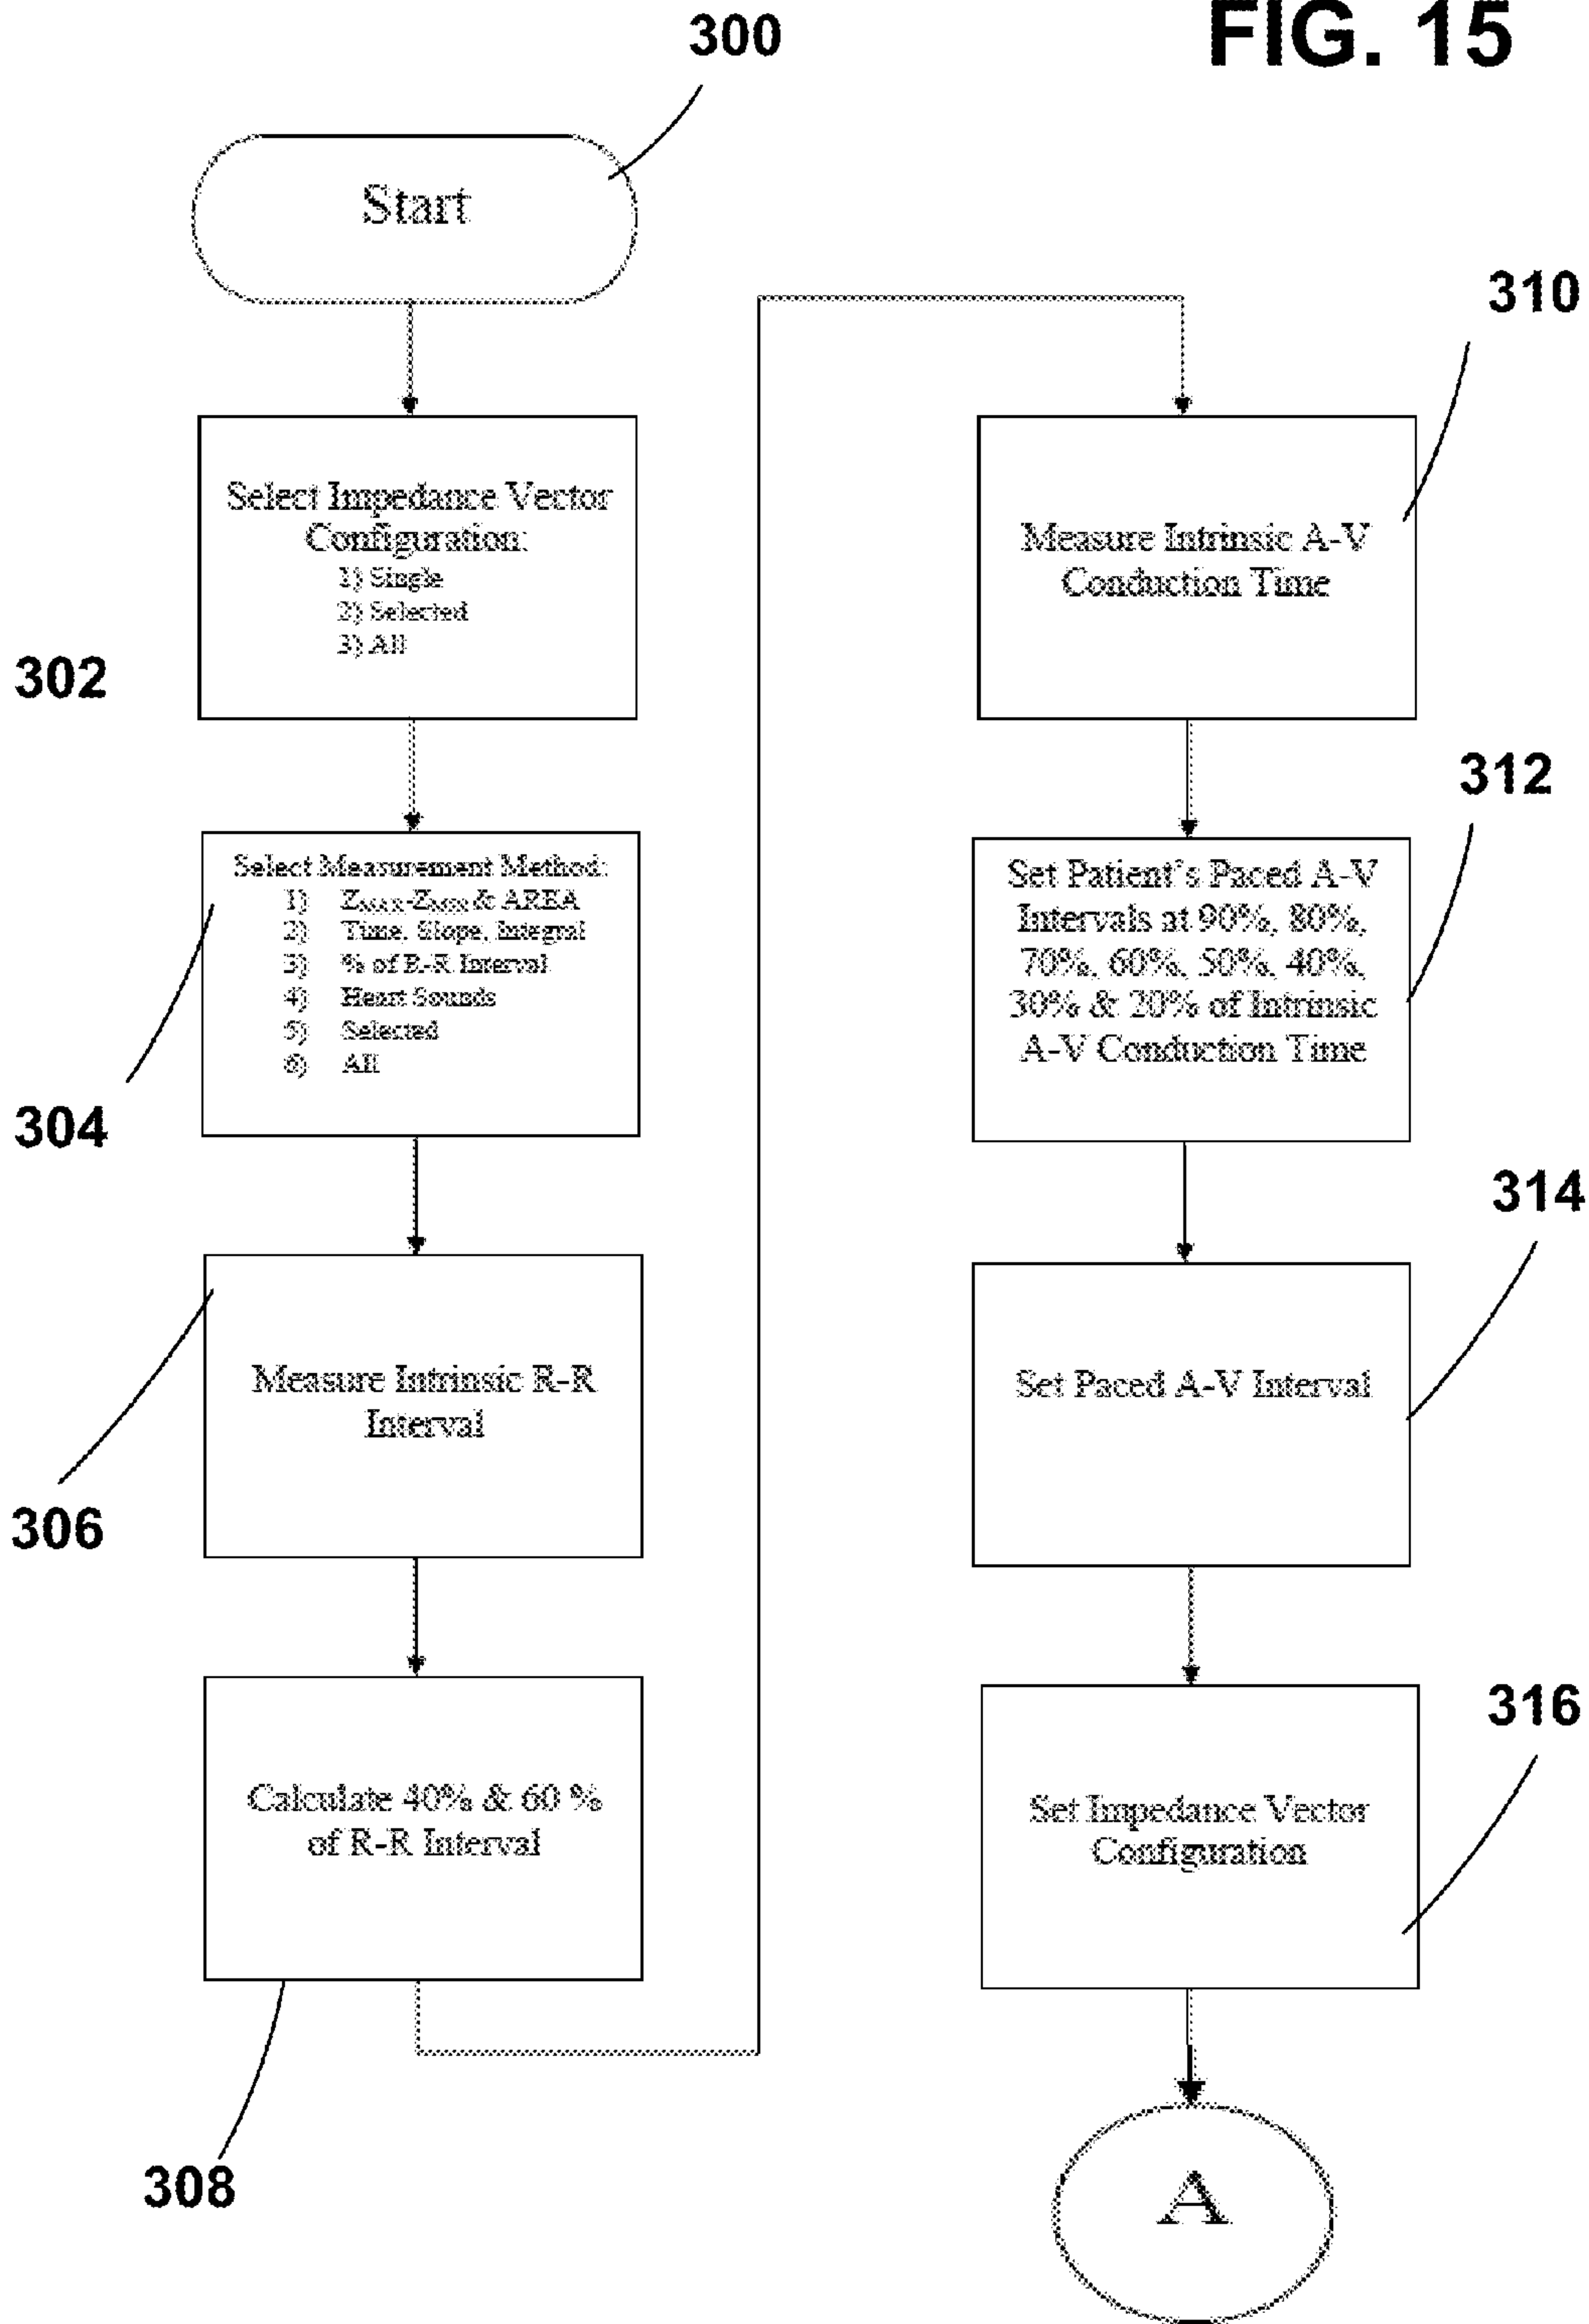 FIG. 15
300
Start
Select Impedance Vector
Configuration:
1) Single
2) Selected
3) All
302
Select Measurement Method:
1) ZMAX-ZMIN & AREA
2) Time, Slope, Integral
3) % of R-R Interval
4) Heart Sounds
5) Selected
6) All
304
Measure Intrinsic R-R
Interval
306
Calculate 40% & 60 %
of R-R Interval
308
310
Measure Intrinsic A-V
Conduction Time
312
Set Patient's Paced A-V
Intervals at 90%, 80%,
70%, 60%, 50%, 40%,
30% & 20% of Intrinsic
A-V Conduction Time
314
Set Paced A-V Interval
316
Set Impedance Vector
Configuration
A